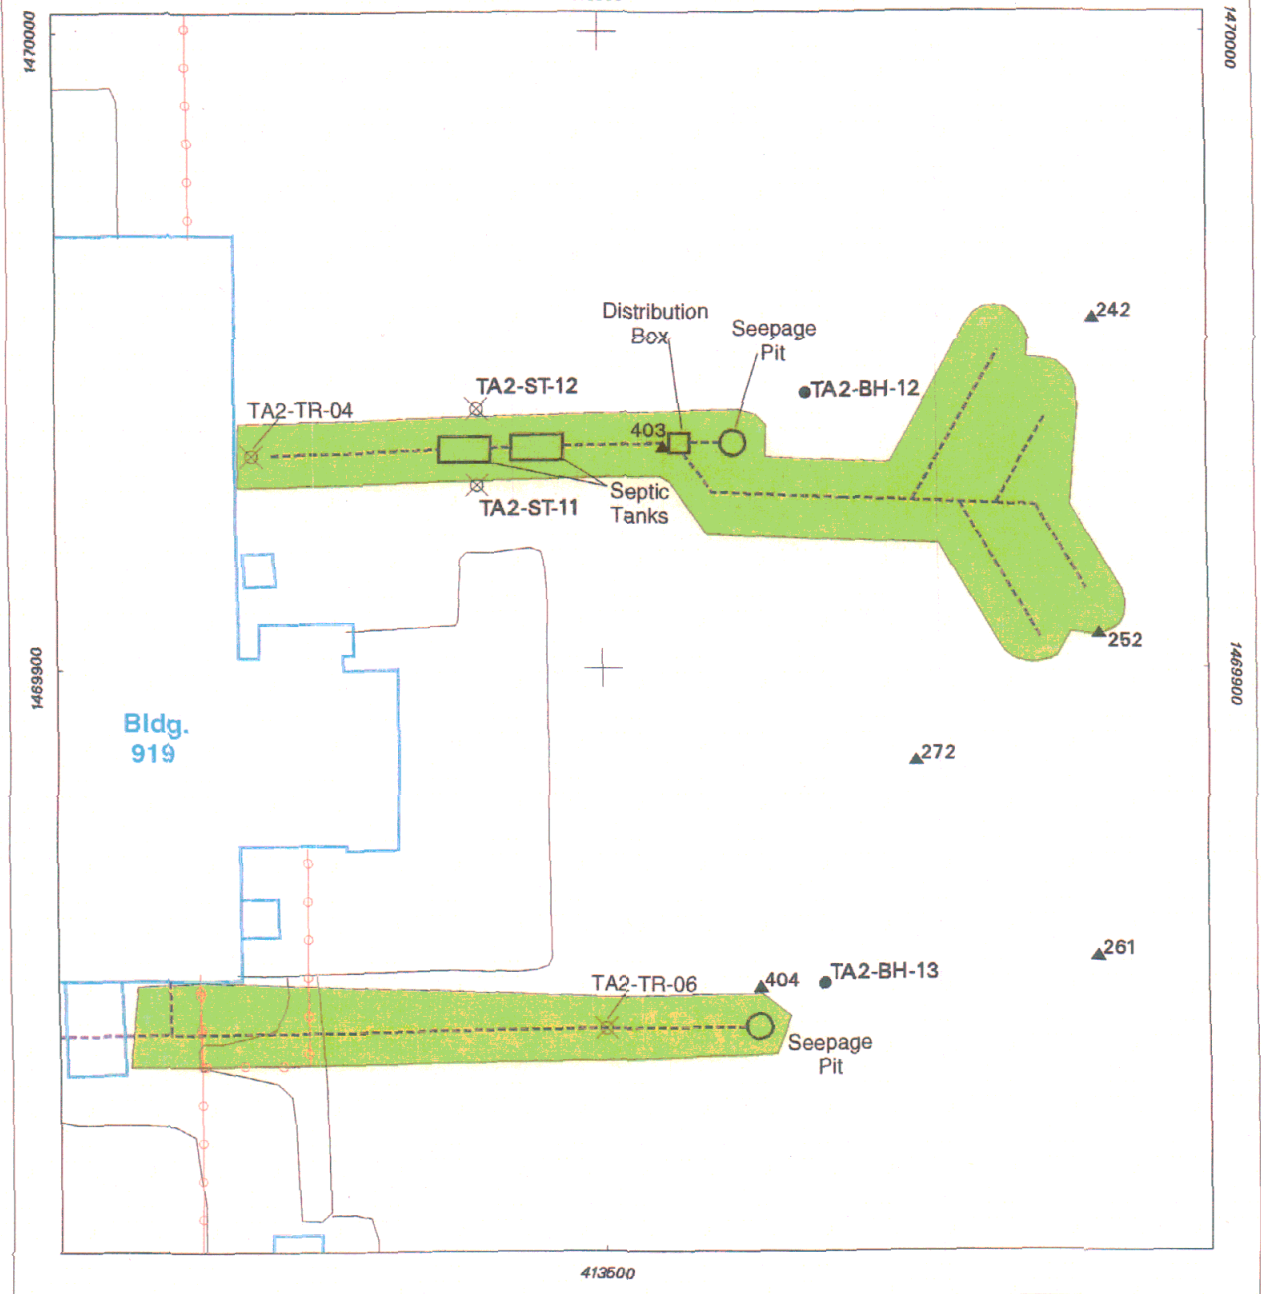 1470000
1470000
242
Distribution
Box
Seepage
Pit
TA2-ST-12
TA2-BH-12
TA2-TR-04
403
Septic
Tanks
TA2-ST-11
252
1469900
1469900
Bldg.
919
272
261
TA2-BH-13
404
TA2-TR-06
Seepage
Pit
413500